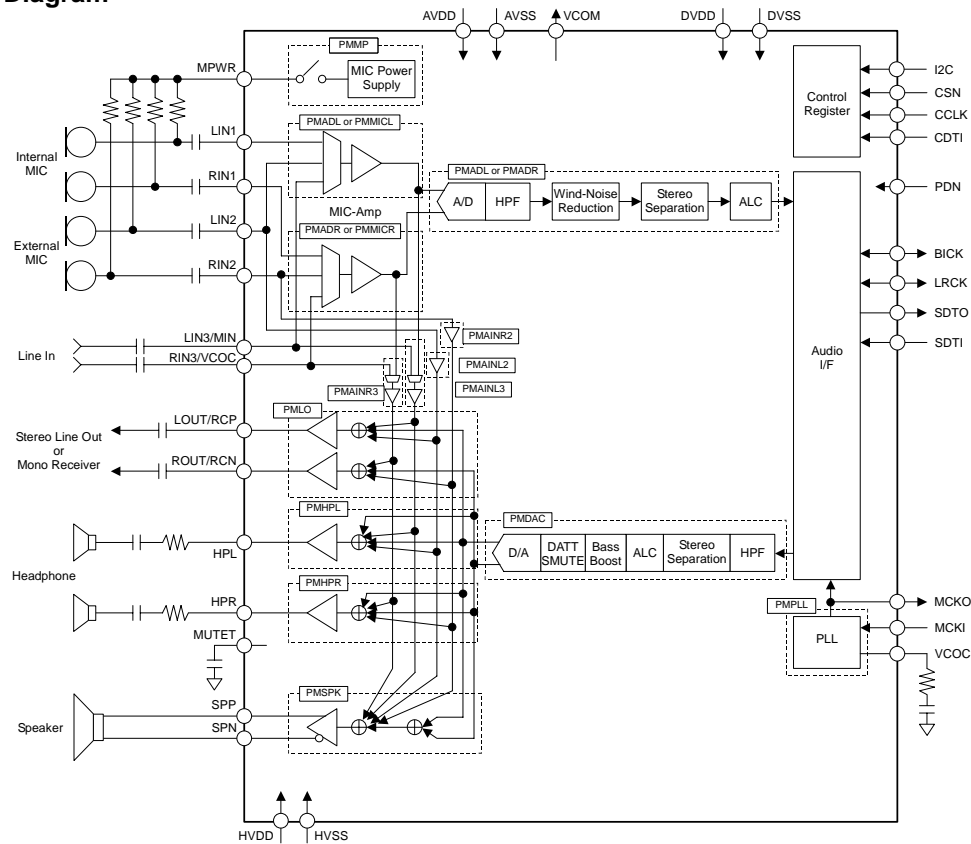 Diagram
AVDD
AVSS
VCOM
DVDD
DVSS
PMMP
MPWR
MIC Power
Supply
Control
Register
I2C
CSN
CCLK
CDTI
PMADL or PMMICL
LIN1
Internal
MIC
RIN1
PMADL or PMADR
A/D
HPF
Wind-Noise
Reduction
Stereo
Separation
ALC
PDN
MIC-Amp
LIN2
PMADR or PMMICR
External
MIC
RIN2
BICK
LRCK
SDTO
SDTI
Line In
LIN3/MIN
RIN3/VCOC
PMAINR2
PMAINL2
PMAINR3
PMAINL3
Audio
I/F
PMLO
LOUT/RCP
Stereo Line Out
or
Mono Receiver
ROUT/RCN
PMHPL
HPL
PMDAC
D/A
DATT
SMUTE
Bass
Boost
ALC
Stereo
Separation
HPF
Headphone
PMHPR
HPR
MUTET
PMPLL
PLL
MCKO
MCKI
VCOC
PMSPK
SPP
Speaker
SPN
HVDD
HVSS